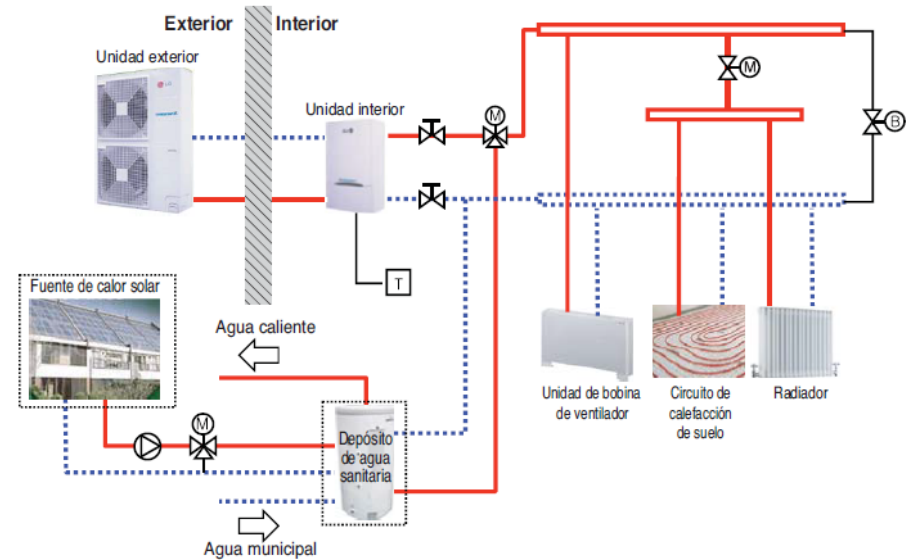 Exterior
Interior
Unidad exterior
Unidad interior
LG
M
M
B
T
Fuente de calor solar
Agua caliente
M
Depósito
de agua
sanitaria
Agua municipal
Unidad de bobina
de ventilador
Circuito de
calefacción
de suelo
Radiador